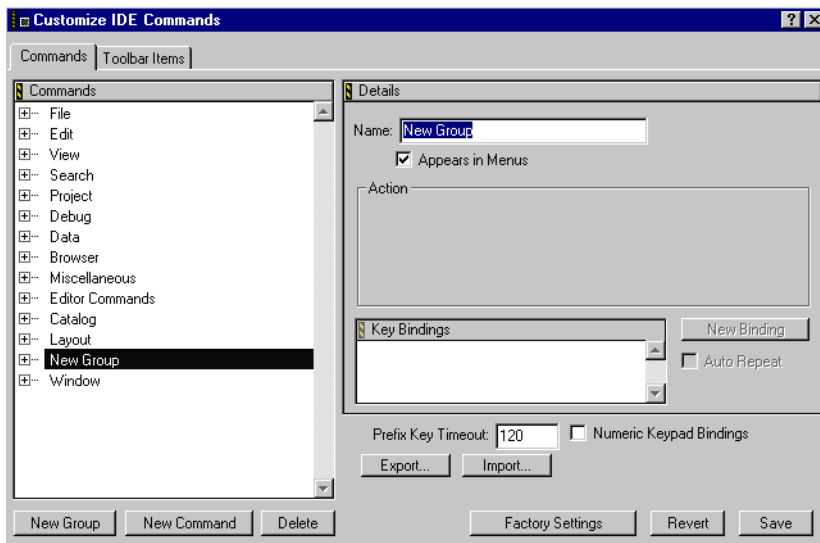 Customize IDE Commands
Commands
Toolbar Items
Commands
File
Edit
View
Search
Project
Debug
Data
Browser
Miscellaneous
Editor Commands
Catalog
Layout
New Group
Window
New Group
New Command
Delete
Details
Name: New Group
Appears in Menus
Action
Key Bindings
New Binding
Auto Repeat
Prefix Key Timeout: 120
Numeric Keypad Bindings
Export...
Import...
Factory Settings
Revert
Save